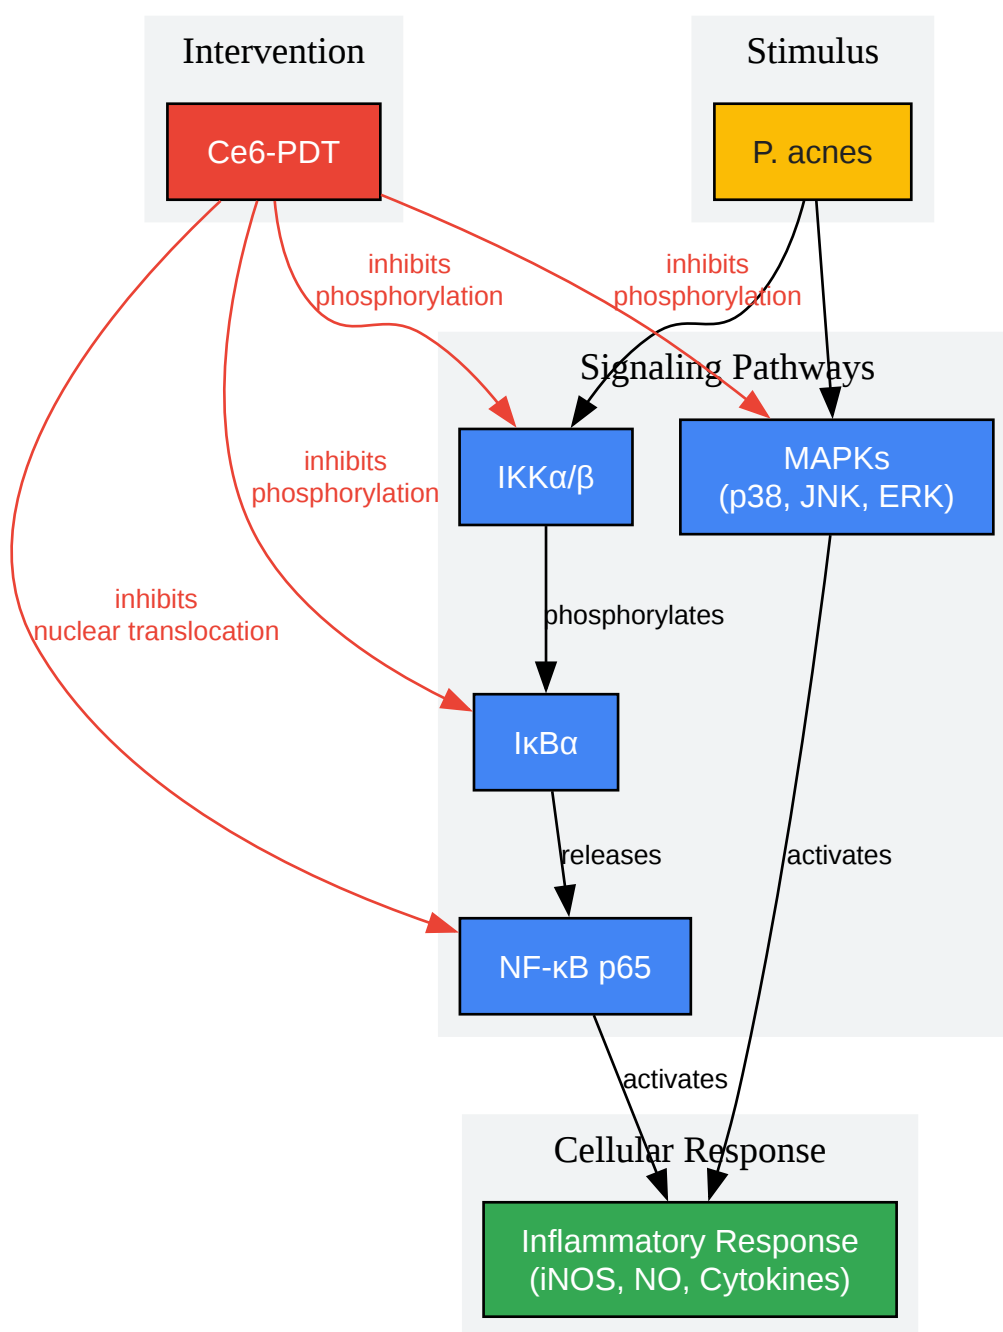 Intervention
Stimulus
Ce6-PDT
P. acnes
inhibits
phosphorylation
inhibits
phosphorylation
Signaling Pathways
IKKα/β
MAPKs
(p38, JNK, ERK)
inhibits
phosphorylation
inhibits
nuclear translocation
phosphorylates
IκBα
releases
activates
NF-κB p65
activates
Cellular Response
Inflammatory Response
(iNOS, NO, Cytokines)